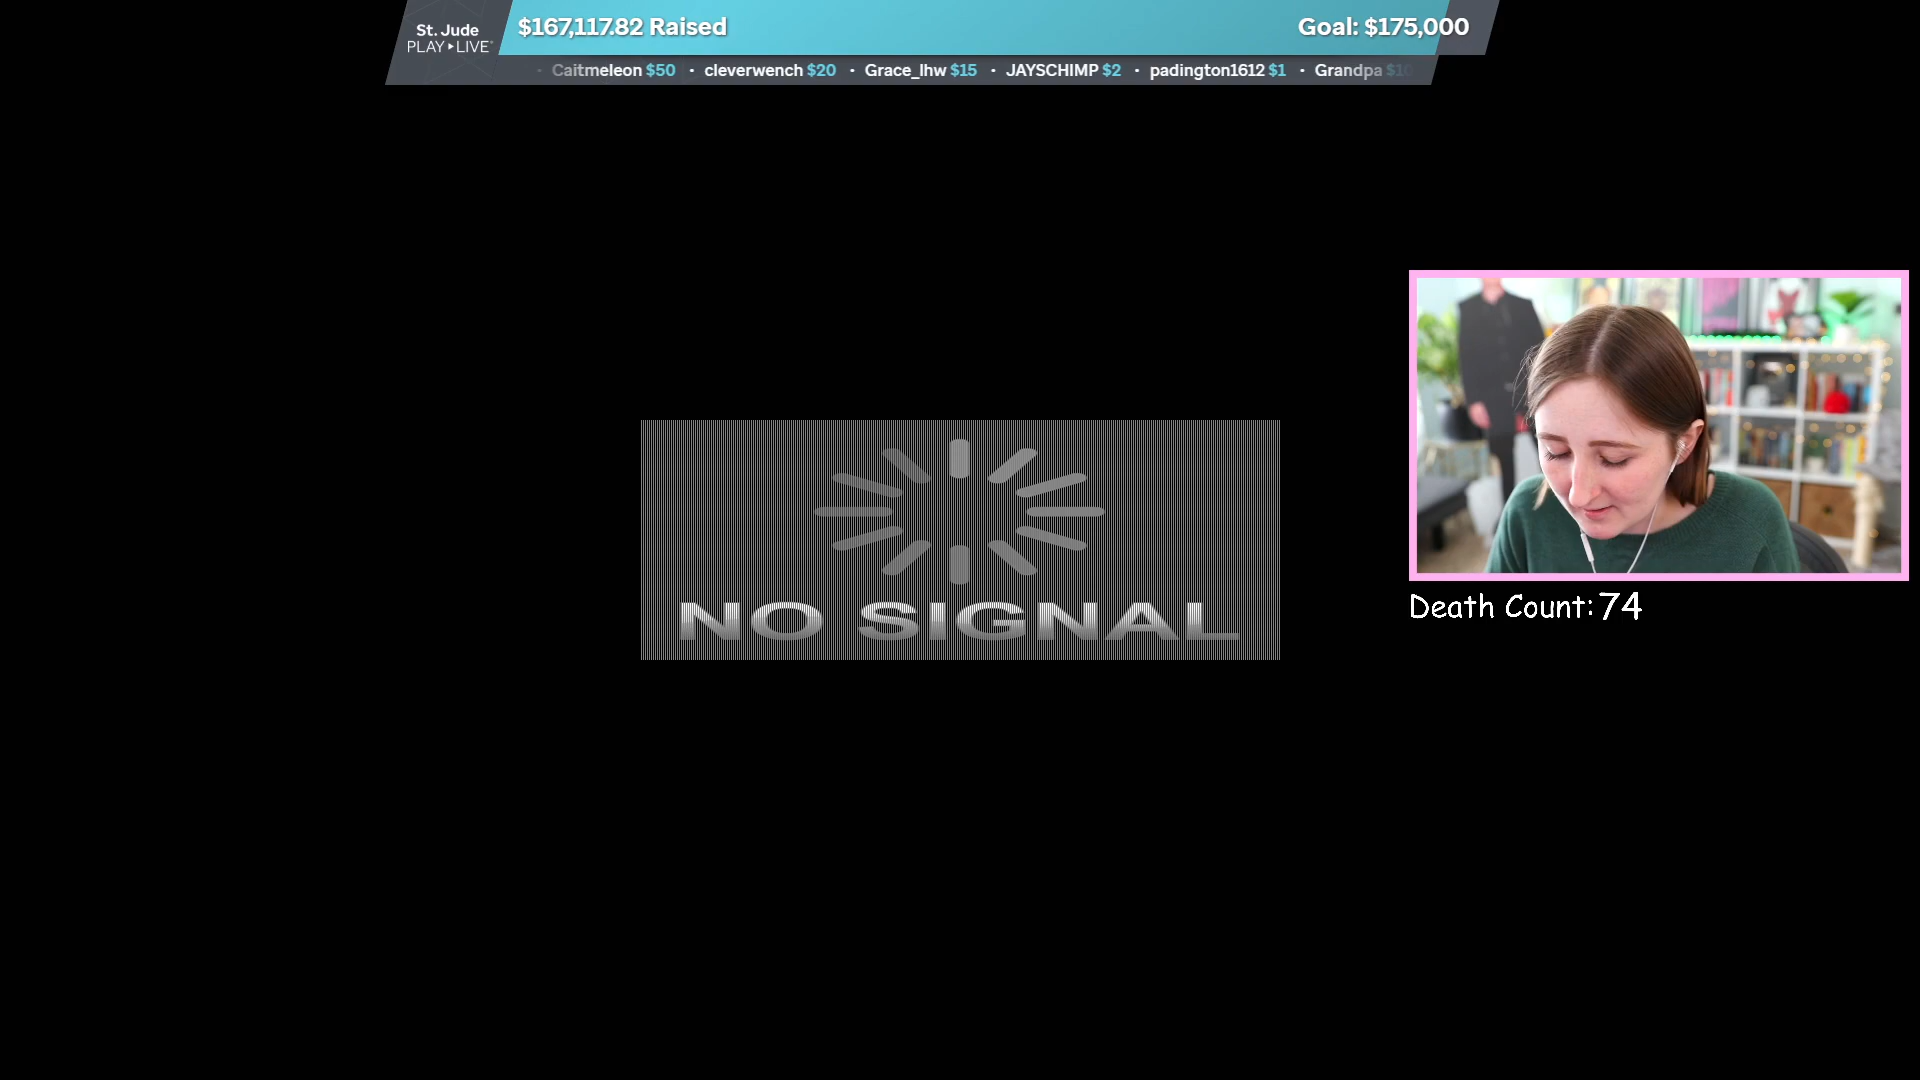 St. Jude
PLAY LIVE
$167,117.82 Raised
Goal: $175,000
Caitmeleon $50 · cleverwench $20 · Grace_lhw $15 · JAYSCHIMP $2 · padington1612 $1 · Grandpa
NO SIGNAL
Death Count: 74